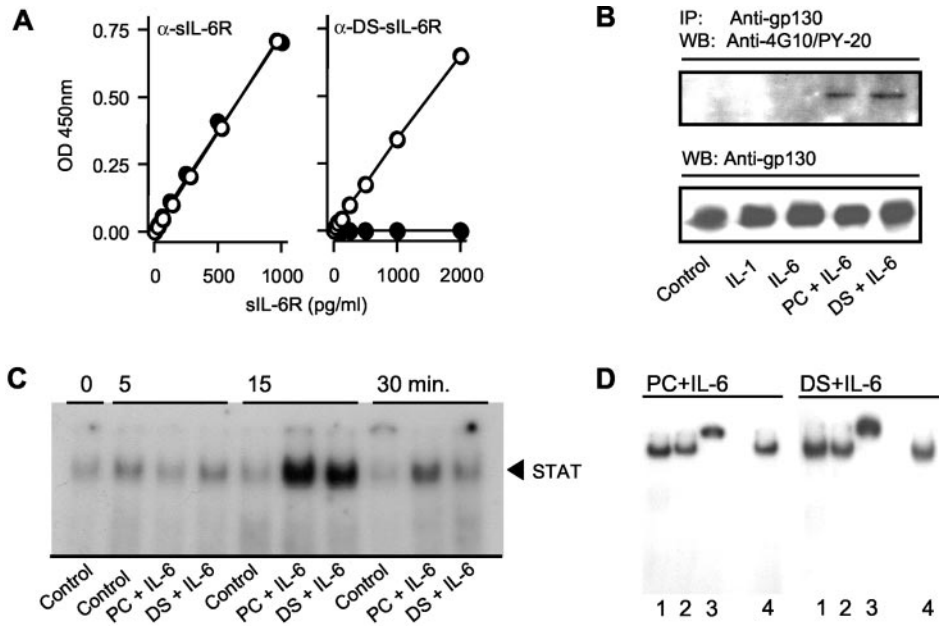 A
α-sIL-6R
α-DS-sIL-6R
OD 450nm
0.75
0.50
0.25
0.00
0
500
1000
0
1000
2000
sIL-6R (pg/ml)
B
IP: Anti-gp130
WB: Anti-4G10/PY-20
WB: Anti-gp130
Control
IL-1
IL-6
PC + IL-6
DS + IL-6
C
0 5 15 30 min.
STAT
Control
Control
PC + IL-6
DS + IL-6
Control
PC + IL-6
DS + IL-6
Control
PC + IL-6
DS + IL-6
D
PC+IL-6
DS+IL-6
1 2 3 4
1 2 3 4